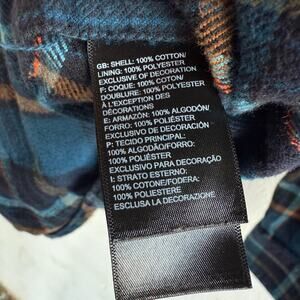 GB: SHELL: 100% COTTON/
LINING: 100% POLYESTER
EXCLUSIVE OF DECORATION
F: COQUE: 100% COTON/
DOUBLURE: 100% POLYESTER
À L'EXCEPTION DES
DÉCORATIONS
E: ARMAZÓN: 100% ALGODÓN/
FORRO: 100% POLIÉSTER
EXCLUSIVO DE DECORACIÓN
P: TECIDO PRINCIPAL:
100% ALGODÃO/FORRO:
100% POLIÉSTER
EXCLUSIVO PARA DECORAÇÃO
I: STRATO ESTERNO:
100% COTONE/FODERA:
100% POLIESTERE
ESCLUSA LA DECORAZIONE